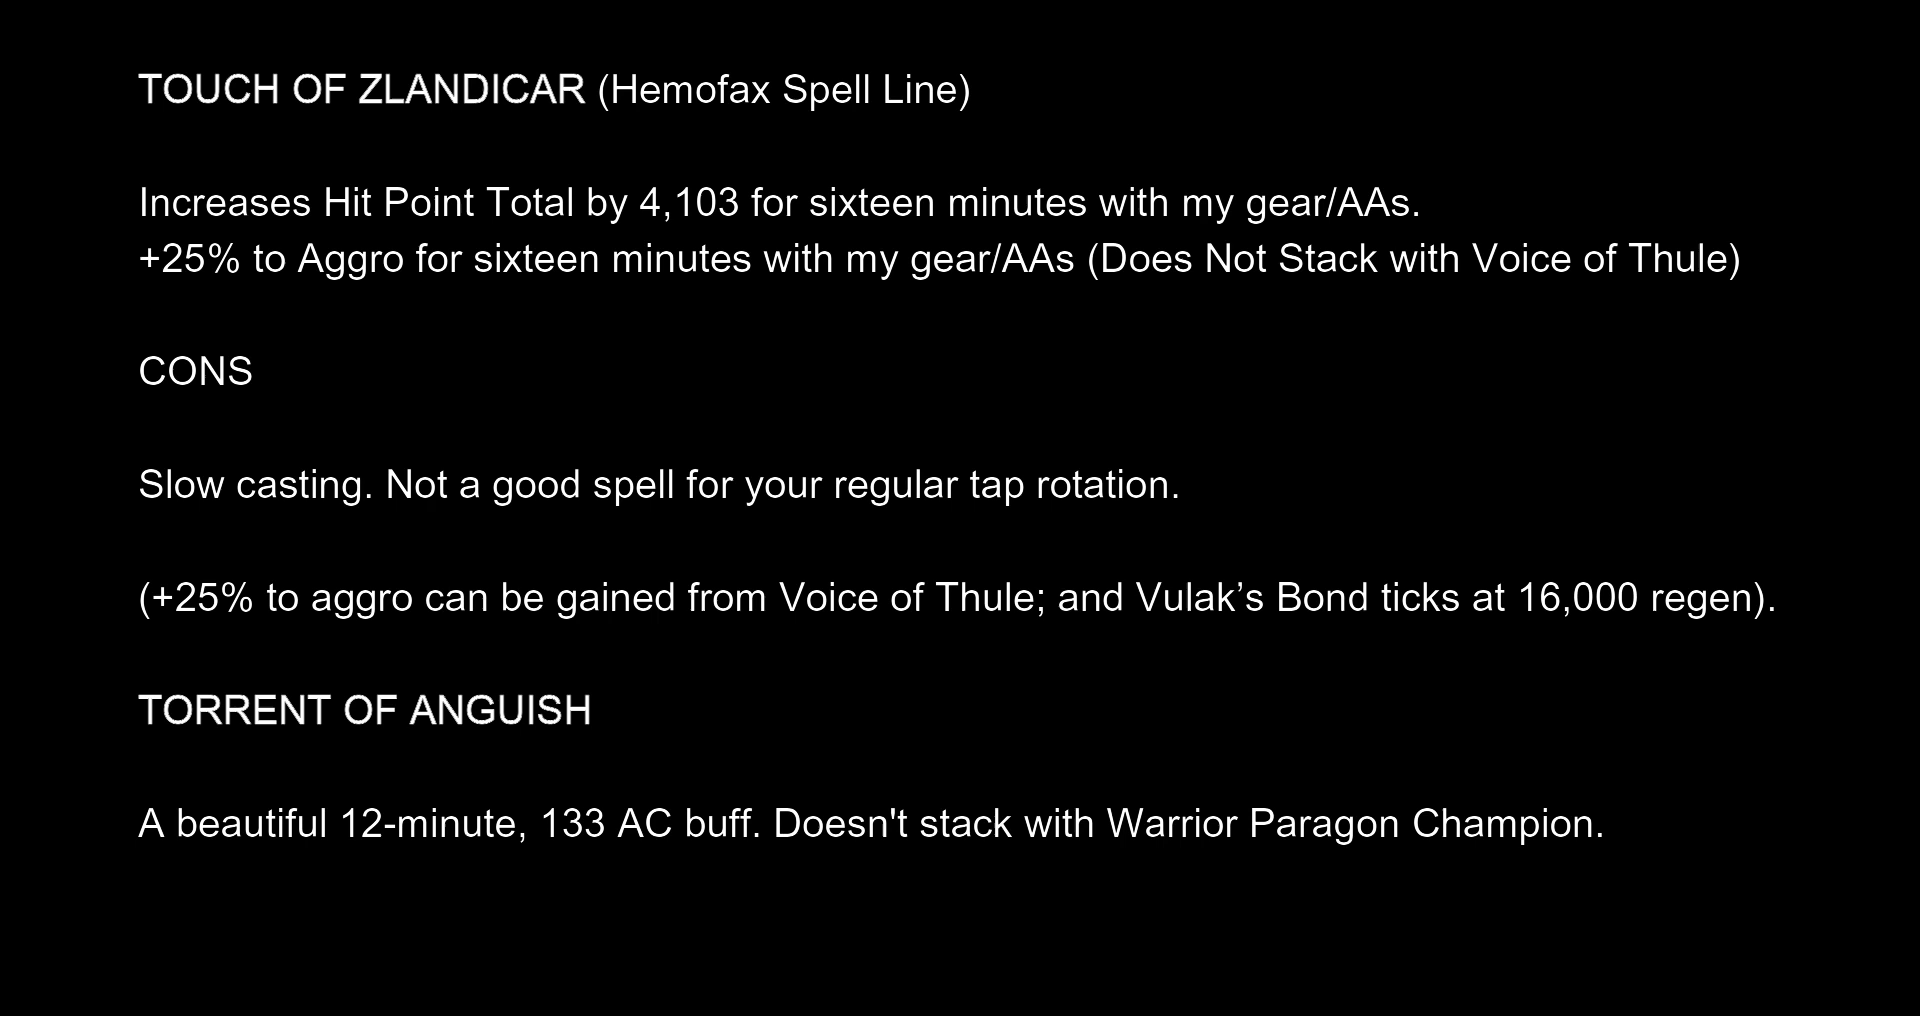 TOUCH OF ZLANDICAR (Hemofax Spell Line)
Increases Hit Point Total by 4,103 for sixteen minutes with my gear/AAs.
+25% to Aggro for sixteen minutes with my gear/AAs (Does Not Stack with Voice of Thule)
CONS
Slow casting. Not a good spell for your regular tap rotation.
(+25% to aggro can be gained from Voice of Thule; and Vulak’s Bond ticks at 16,000 regen).
TORRENT OF ANGUISH
A beautiful 12-minute, 133 AC buff. Doesn't stack with Warrior Paragon Champion.